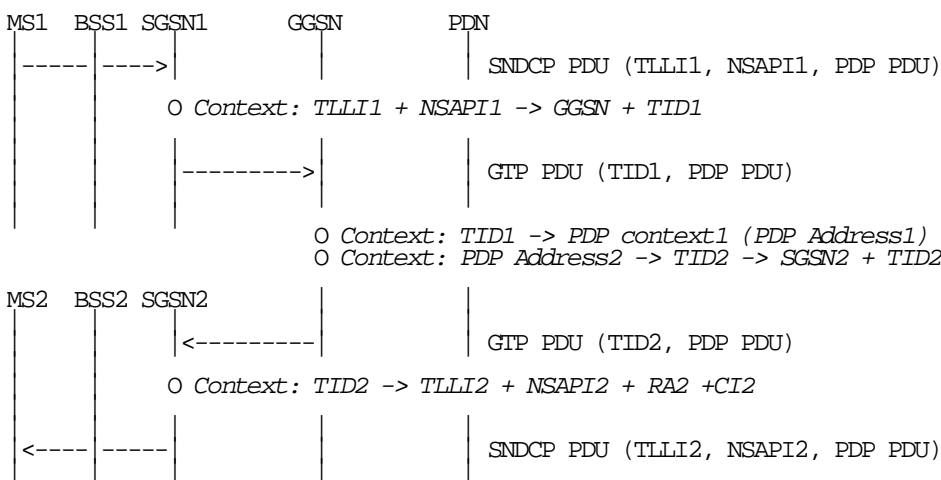 MS1 BSS1 SGSN1 GGSN PDN
SNDCP PDU (TLLI1, NSAPI1, PDP PDU)
O Context: TLLI1 + NSAPI1 -> GGSN + TID1
GTP PDU (TID1, PDP PDU)
O Context: TID1 -> PDP context1 (PDP Address1)
O Context: PDP Address2 -> TID2 -> SGSN2 + TID2
MS2 BSS2 SGSN2
GTP PDU (TID2, PDP PDU)
O Context: TID2 -> TLLI2 + NSAPI2 + RA2 +CI2
SNDCP PDU (TLLI2, NSAPI2, PDP PDU)